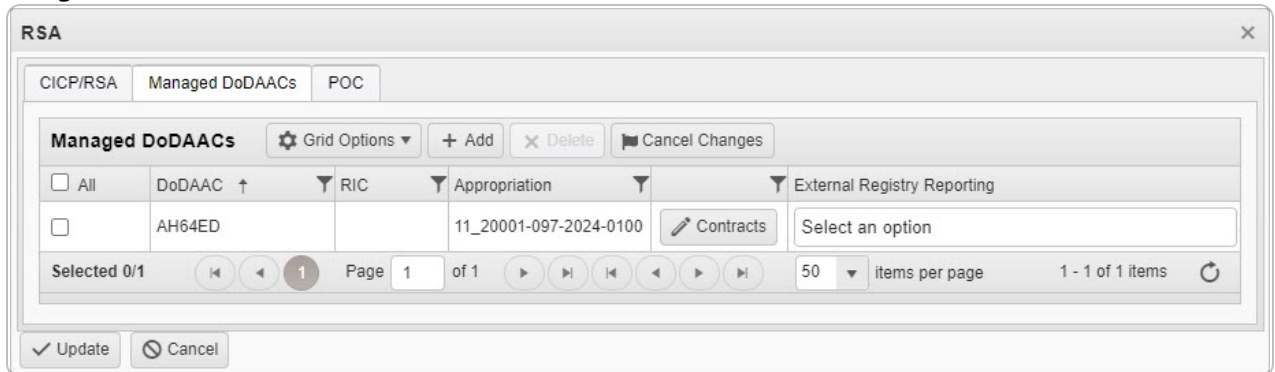 RSA
CICP/RSA Managed DoDAACs POC
Managed DoDAACs Grid Options + Add Delete Cancel Changes
All DoDAAC ↑ RIC Appropriation External Registry Reporting
AH64ED 11_20001-097-2024-0100 Contracts Select an option
Selected 0/1 1 Page 1 of 1 50 items per page 1 - 1 of 1 items
Update Cancel